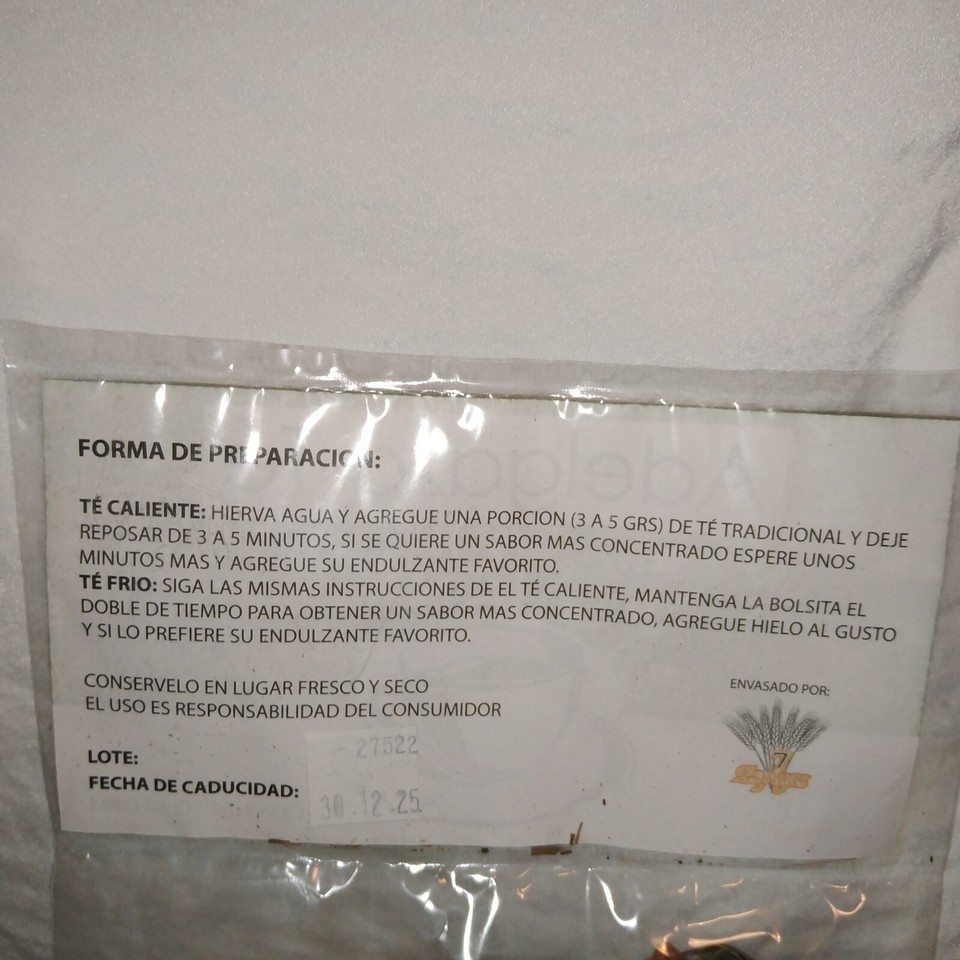 FORMA DE PREPARACION:
TÉ CALIENTE: HIERVA AGUA Y AGREGUE UNA PORCION (3 A 5 GRS) DE TÉ TRADICIONAL Y DEJE
REPOSAR DE 3 A 5 MINUTOS, SI SE QUIERE UN SABOR MAS CONCENTRADO ESPERE UNOS
MINUTOS MAS Y AGREGUE SU ENDULZANTE FAVORITO.
TÉ FRIO: SIGA LAS MISMAS INSTRUCCIONES DE EL TÉ CALIENTE, MANTENGA LA BOLSITA EL
DOBLE DE TIEMPO PARA OBTENER UN SABOR MAS CONCENTRADO, AGREGUE HIELO AL GUSTO
Y SI LO PREFIERE SU ENDULZANTE FAVORITO.
CONSERVELO EN LUGAR FRESCO Y SECO
EL USO ES RESPONSABILIDAD DEL CONSUMIDOR
ENVASADO POR:
7
LOTE: - 27522
FECHA DE CADUCIDAD: 30.12.25